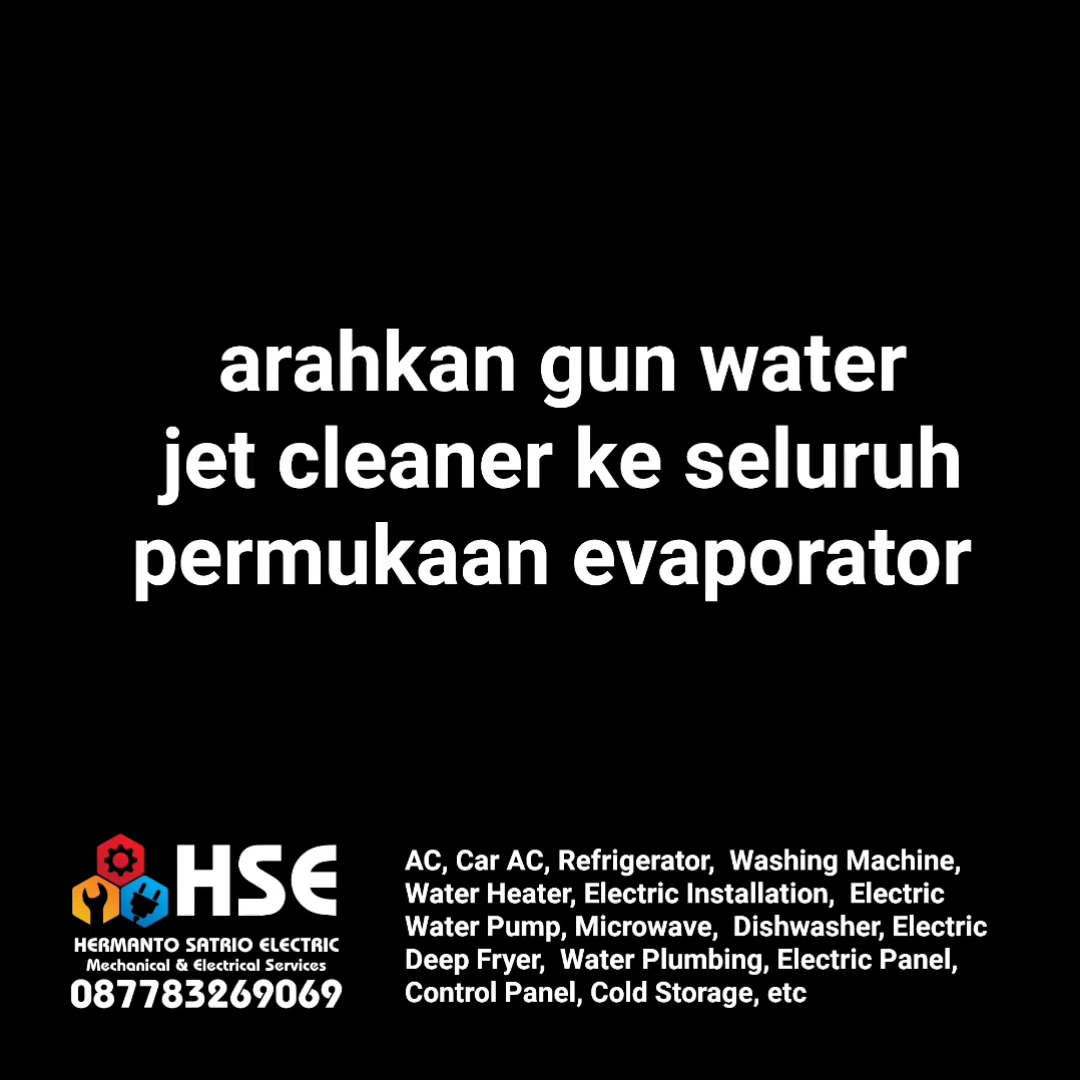 arahkan gun water
jet cleaner ke seluruh
permukaan evaporator
HSE
HERMANTO SATRIO ELECTRIC
Mechanical & Electrical Services
087783269069
AC, Car AC, Refrigerator, Washing Machine,
Water Heater, Electric Installation, Electric
Water Pump, Microwave, Dishwasher, Electric
Deep Fryer, Water Plumbing, Electric Panel,
Control Panel, Cold Storage, etc